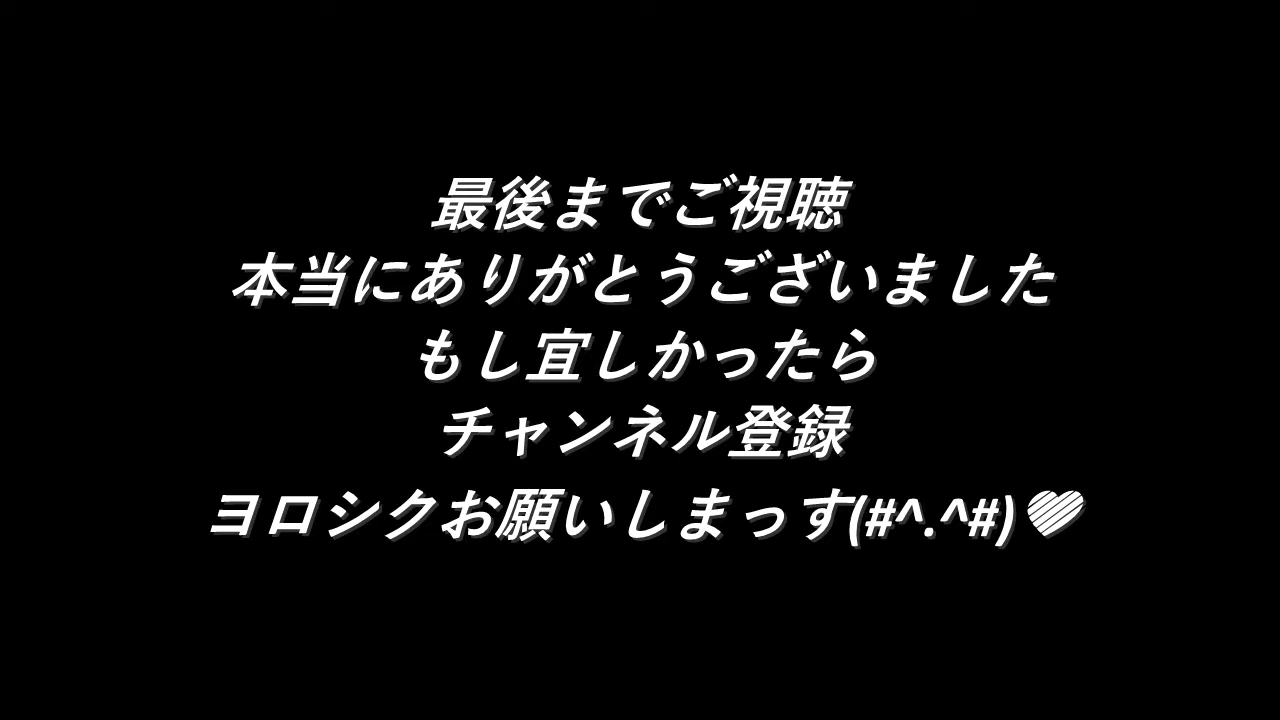 最後までご視聴
本当にありがとうございました
もし宜しかったら
チャンネル登録
ヨロシクお願いしまっす(#^.^#)♥